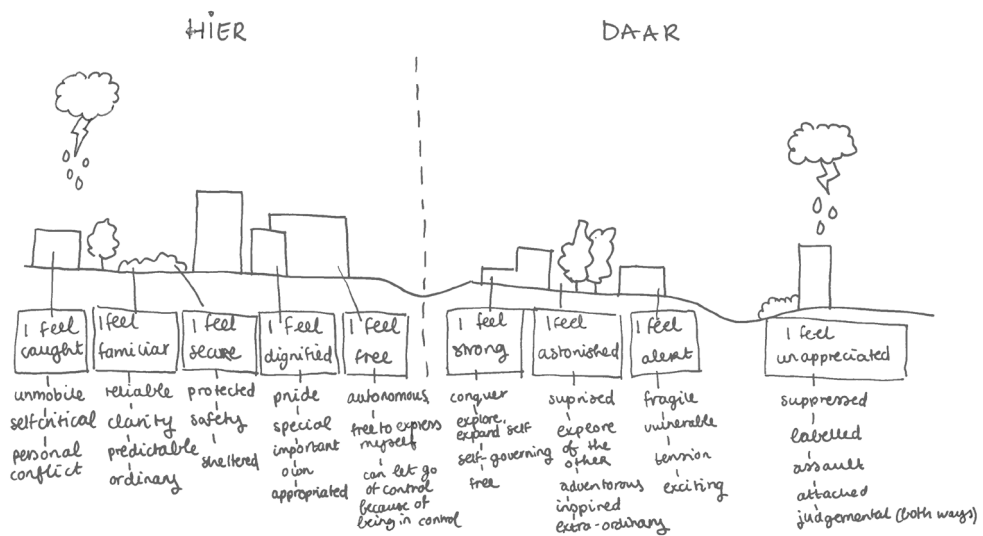 HIER
DAAR
I feel
caught
unmobile
selfcritical
personal
conflict
I feel
familiar
reliable
clarity
predictable
ordinary
I feel
secure
protected
safety
sheltered
I feel
dignified
pride
special
important
own
appropriated
I feel
free
autonomous
free to express
myself
can let go
of control
because of
being in control
I feel
strong
conquer
explore,
expand self
self-governing
free
I feel
astonished
suprised
explore
of the
other
adventorous
inspired
extra-ordinary
I feel
alert
fragile
vulnerable
tension
exciting
I feel
unappreciated
suppressed
labelled
assault
attached
judgemental (both ways)